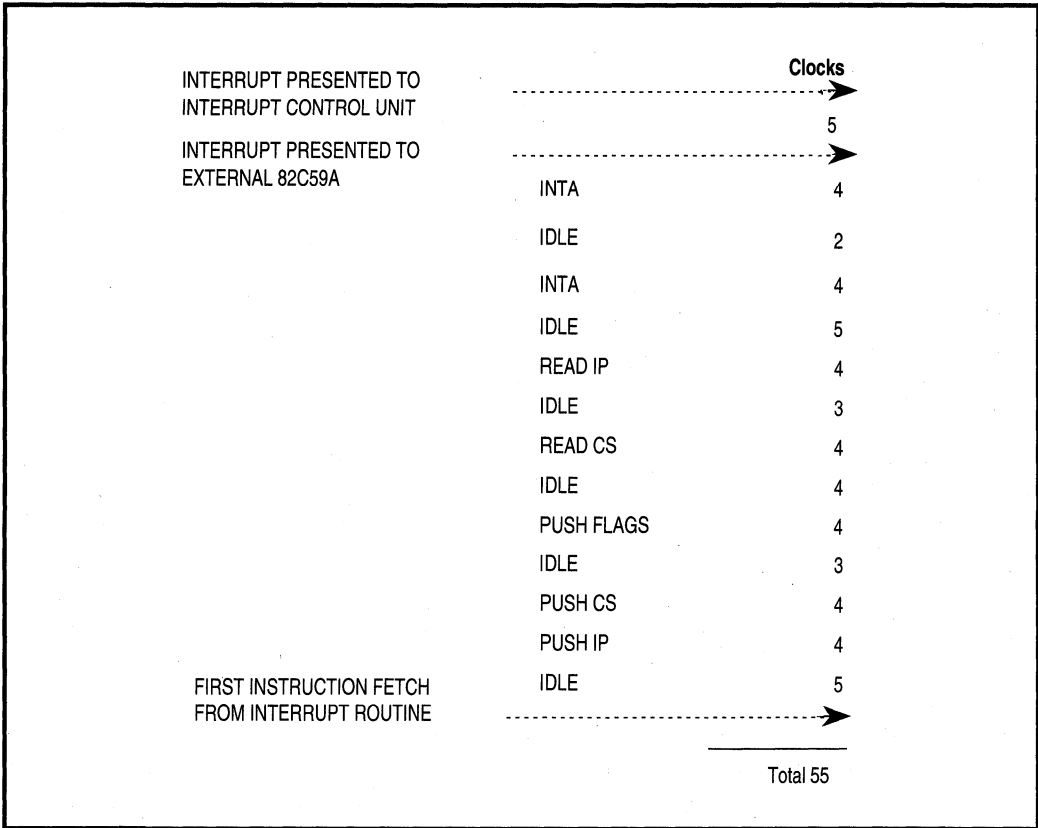 Clocks
INTERRUPT PRESENTED TO
INTERRUPT CONTROL UNIT
5
INTERRUPT PRESENTED TO
EXTERNAL 82C59A
INTA 4
IDLE 2
INTA 4
IDLE 5
READ IP 4
IDLE 3
READ CS 4
IDLE 4
PUSH FLAGS 4
IDLE 3
PUSH CS 4
PUSH IP 4
IDLE 5
FIRST INSTRUCTION FETCH
FROM INTERRUPT ROUTINE
Total 55